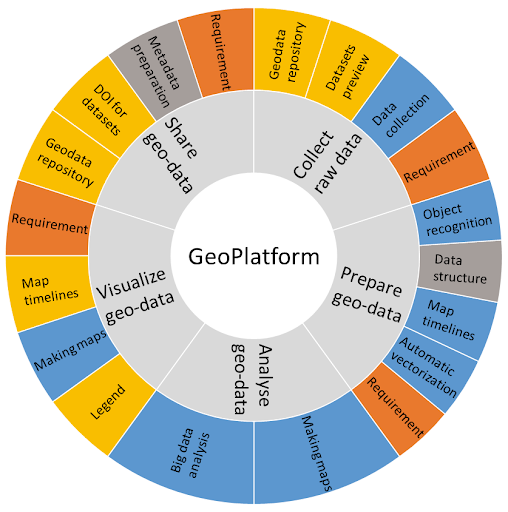 GeoPlatform
Collect
raw data
Geodata
repository
Datasets
preview
Data
collection
Requirement
Prepare
geo-data
Object
recognition
Data
structure
Map
timelines
Automatic
vectorization
Requirement
Analyse
geo-data
Making maps
Big data
analysis
Visualize
geo-data
Legend
Making maps
Map
timelines
Requirement
Share
geo-data
Geodata
repository
DOI for
datasets
Metadata
preparation
Requirement